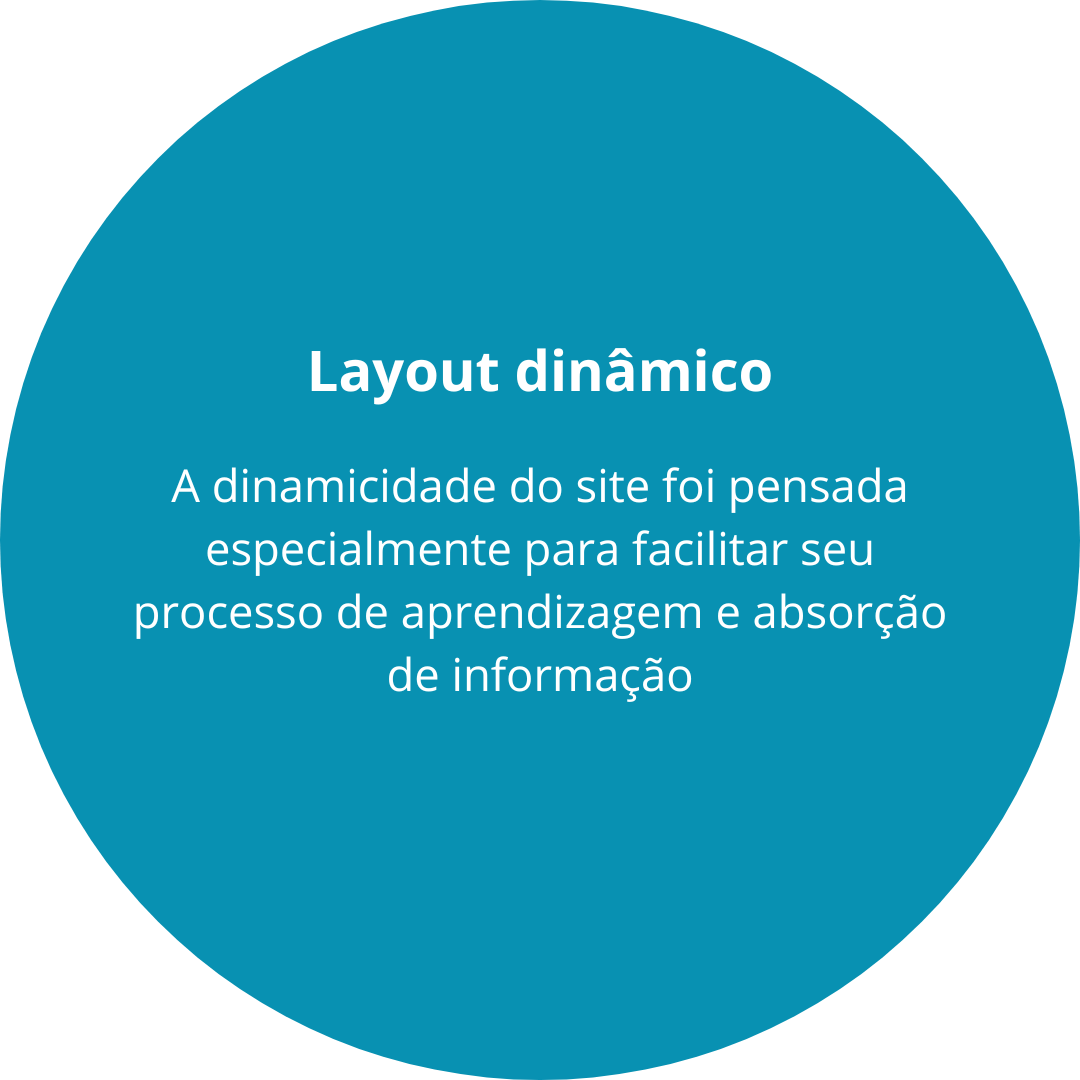 Layout dinâmico
A dinamicidade do site foi pensada
especialmente para facilitar seu
processo de aprendizagem e absorção
de informação